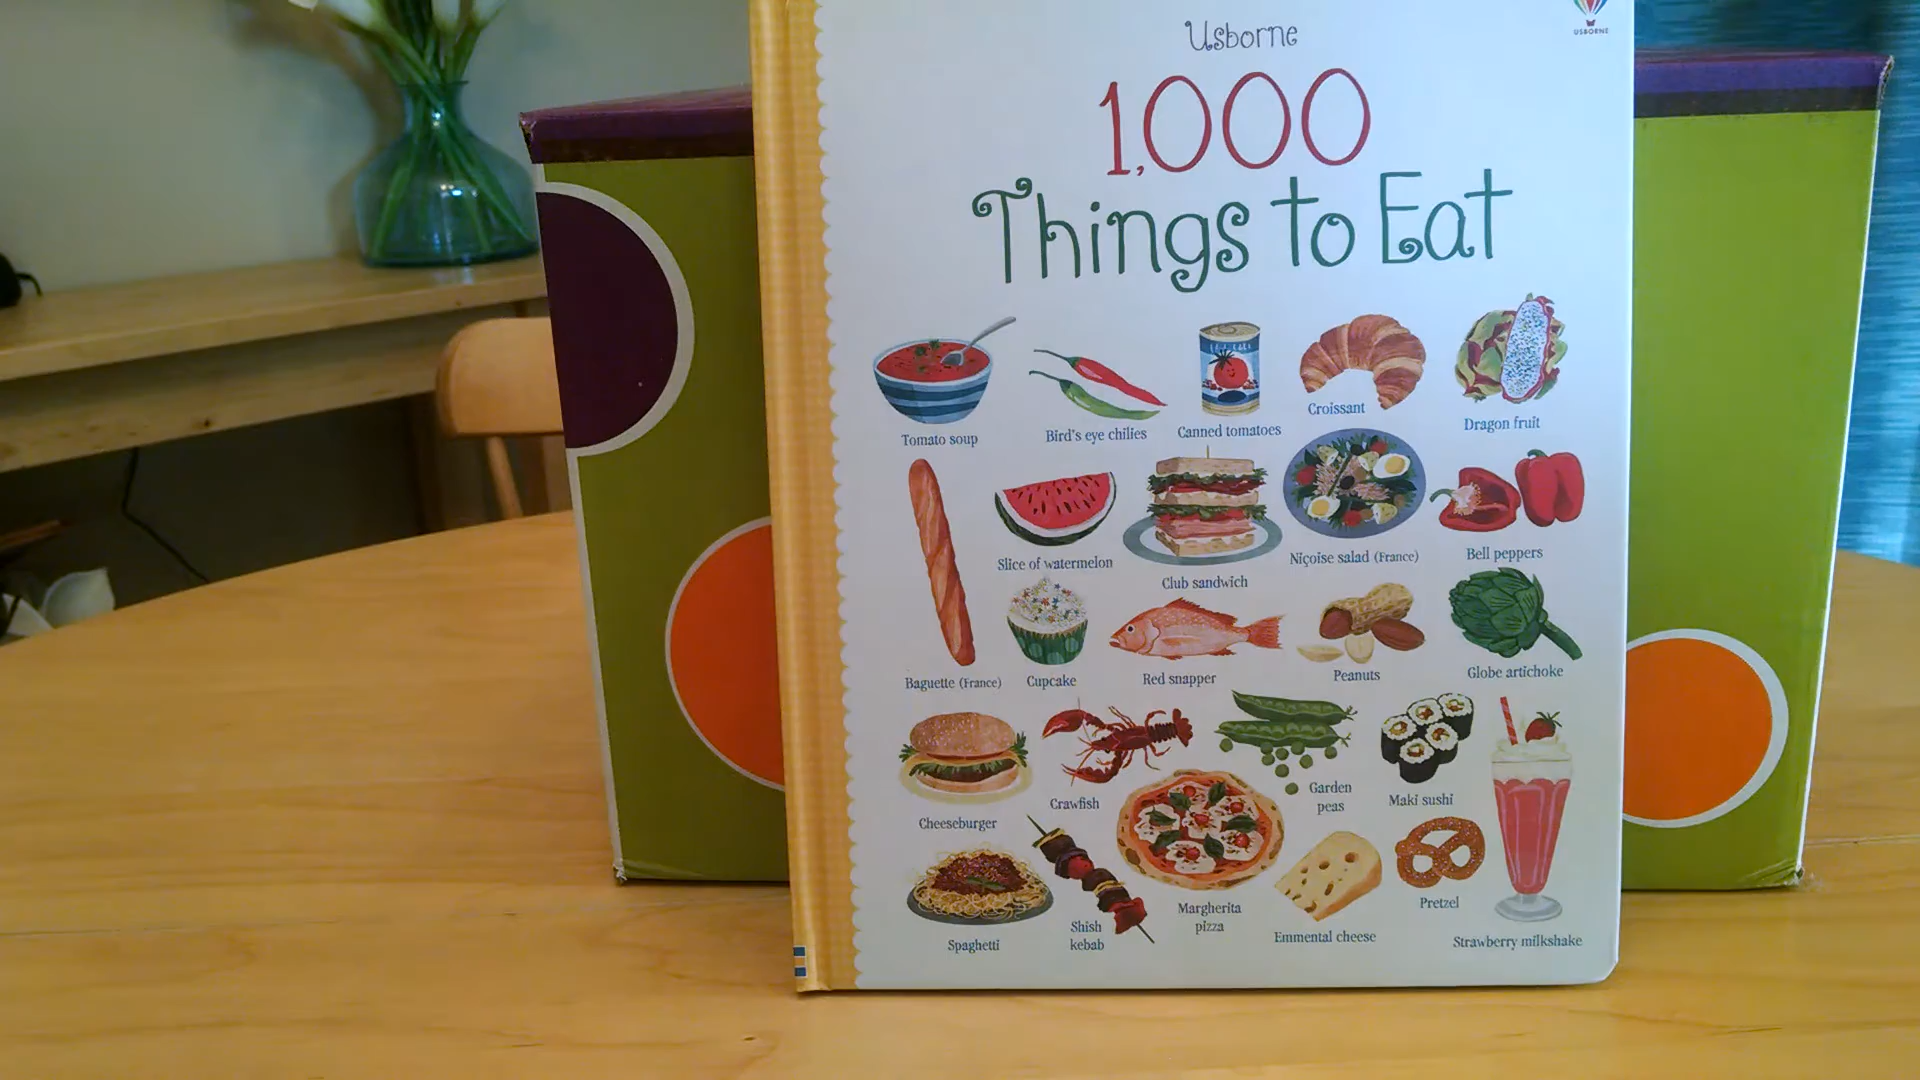 Usborne
USBORNE
1,000
Things to Eat
Tomato soup
Bird's eye chilies
Canned tomatoes
Croissant
Dragon fruit
Slice of watermelon
Club sandwich
Niçoise salad (France)
Bell peppers
Baguette (France)
Cupcake
Red snapper
Peanuts
Globe artichoke
Cheeseburger
Crawfish
Garden
peas
Maki sushi
Spaghetti
Shish
kebab
Margherita
pizza
Emmental cheese
Pretzel
Strawberry milkshake